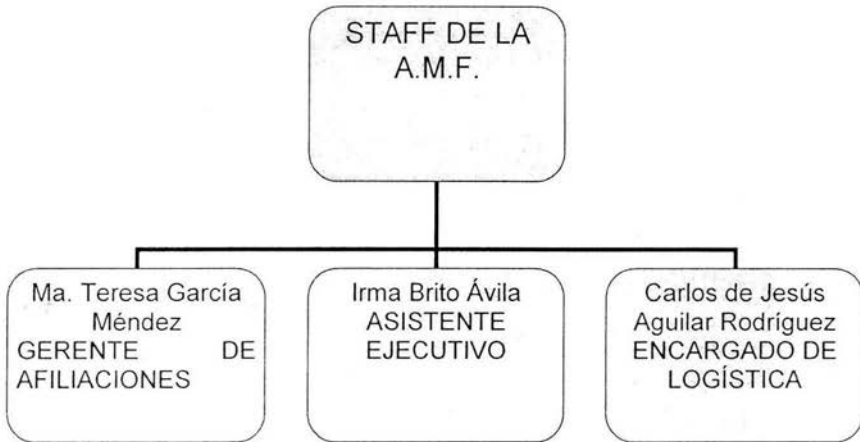 STAFF DE LA
A.M.F.
Ma. Teresa García
Méndez
GERENTE DE
AFILIACIONES
Irma Brito Ávila
ASISTENTE
EJECUTIVO
Carlos de Jesús
Aguilar Rodríguez
ENCARGADO DE
LOGÍSTICA